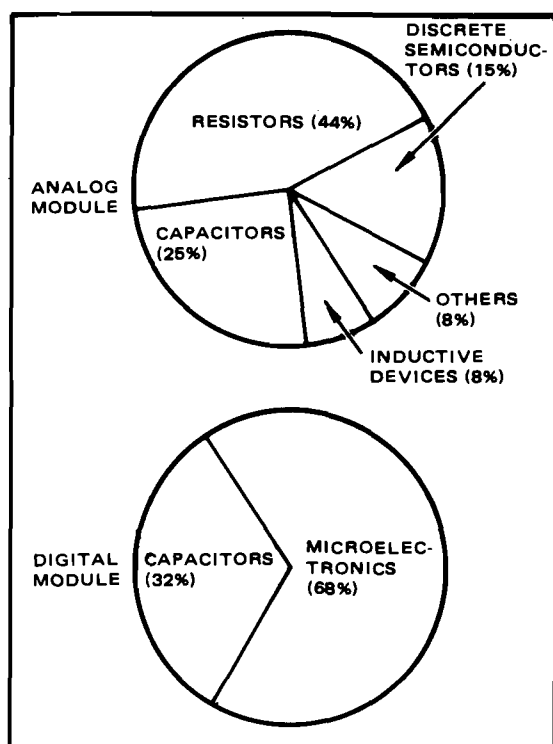 DISCRETE
SEMICONDUC-
TORS (15%)
RESISTORS (44%)
ANALOG
MODULE
CAPACITORS
(25%)
OTHERS
(8%)
INDUCTIVE
DEVICES (8%)
DIGITAL
MODULE
CAPACITORS
(32%)
MICROELEC-
TRONICS
(68%)